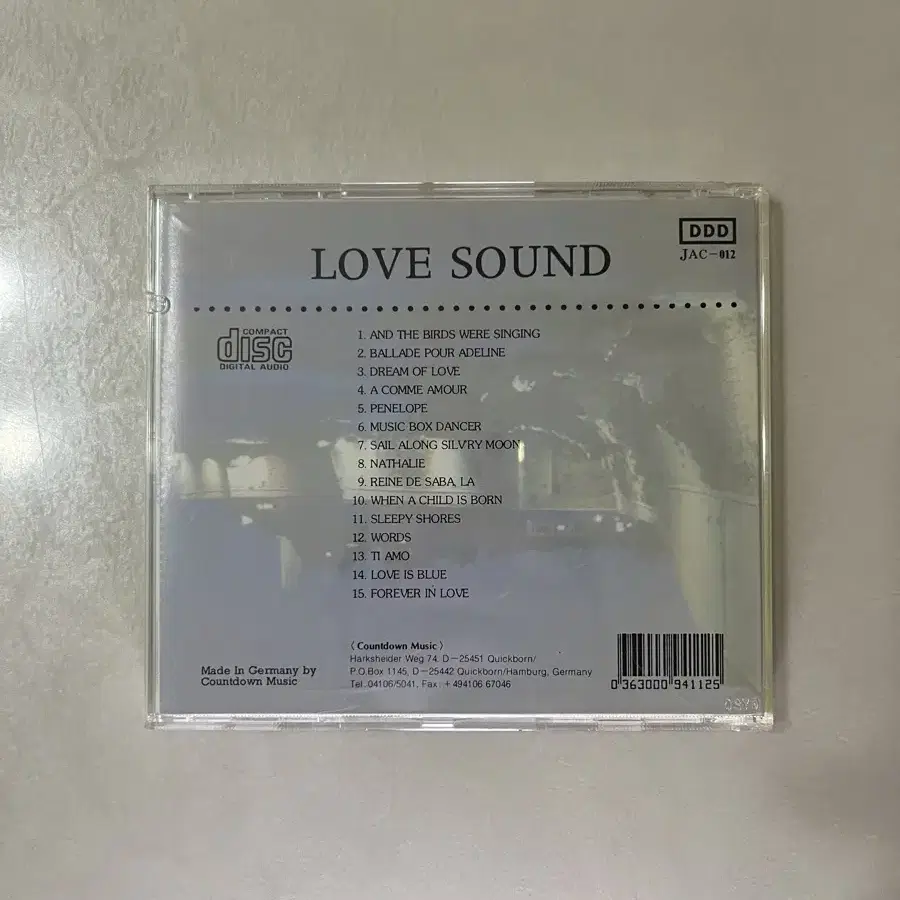 DDD
JAC-012
LOVE SOUND
COMPACT
disc
DIGITAL AUDIO
1. AND THE BIRDS WERE SINGING
2. BALLADE POUR ADELINE
3. DREAM OF LOVE
4. A COMME AMOUR
5. PENELOPE
6. MUSIC BOX DANCER
7. SAIL ALONG SILV'RY MOON
8. NATHALIE
9. REINE DE SABA, LA
10. WHEN A CHILD IS BORN
11. SLEEPY SHORES
12. WORDS
13. TI AMO
14. LOVE IS BLUE
15. FOREVER IN LOVE
Made In Germany by
Countdown Music
〈 Countdown Music 〉
Harksheider Weg 74, D-25451 Quickborn/
P.O.Box 1145, D-25442 Quickborn/Hamburg, Germany
Tel. 04106/5041, Fax : +494106 67046
0 363000 941125